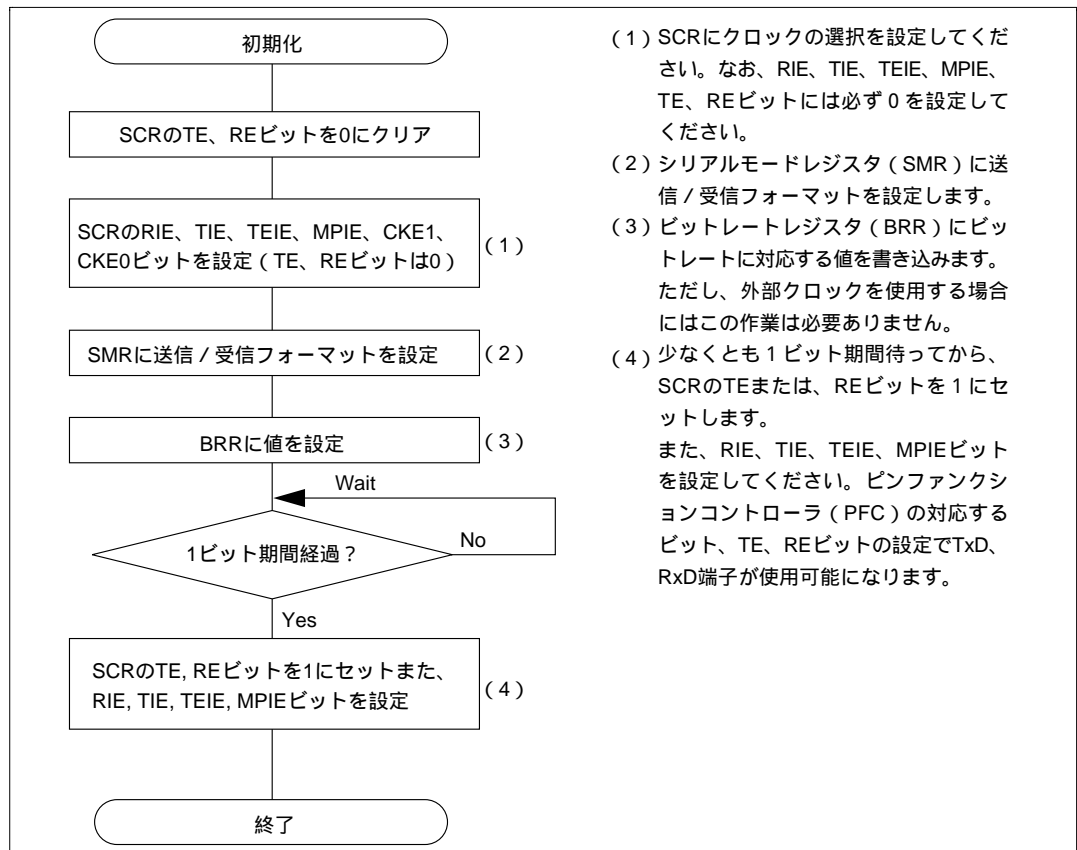 初期化
SCRのTE、REビットを0にクリア
SCRのRIE、TIE、TEIE、MPIE、CKE1、
CKE0ビットを設定（TE、REビットは0）
（1）
SMRに送信 / 受信フォーマットを設定
（2）
BRRに値を設定
（3）
Wait
1ビット期間経過？
No
Yes
SCRのTE, REビットを1にセットまた、
RIE, TIE, TEIE, MPIEビットを設定
（4）
終了
（1）SCRにクロックの選択を設定してくだ
さい。なお、RIE、TIE、TEIE、MPIE、
TE、REビットには必ず 0 を設定して
ください。
（2）シリアルモードレジスタ（SMR）に送
信 / 受信フォーマットを設定します。
（3）ビットレートレジスタ（BRR）にビッ
トレートに対応する値を書き込みます。
ただし、外部クロックを使用する場合
にはこの作業は必要ありません。
（4）少なくとも 1 ビット期間待ってから、
SCRのTEまたは、REビットを 1 にセ
ットします。
また、RIE、TIE、TEIE、MPIEビット
を設定してください。ピンファンクシ
ョンコントローラ（PFC）の対応する
ビット、TE、REビットの設定でTxD、
RxD端子が使用可能になります。